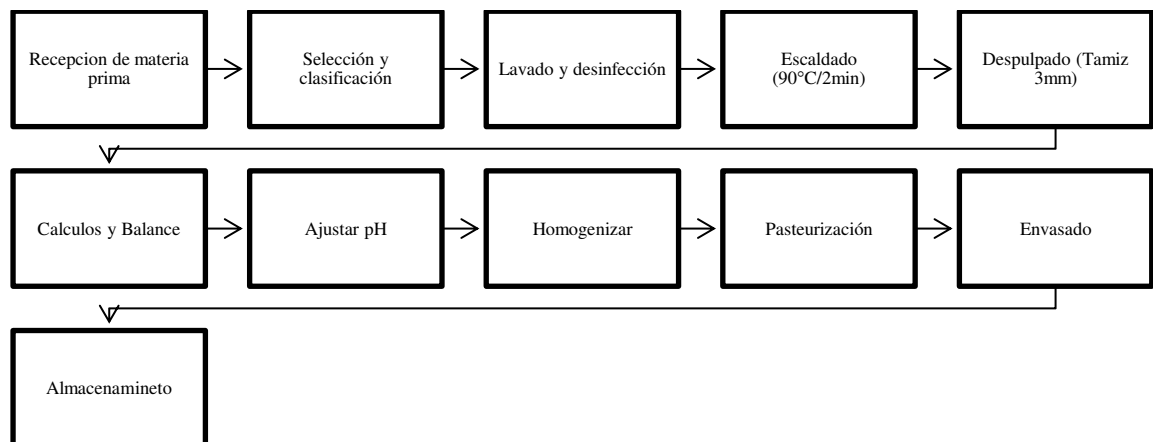 Recepcion de materia
prima
Selección y
clasificación
Lavado y desinfección
Escaldado
(90°C/2min)
Despulpado (Tamiz
3mm)
Calculos y Balance
Ajustar pH
Homogenizar
Pasteurización
Envasado
Almacenamineto